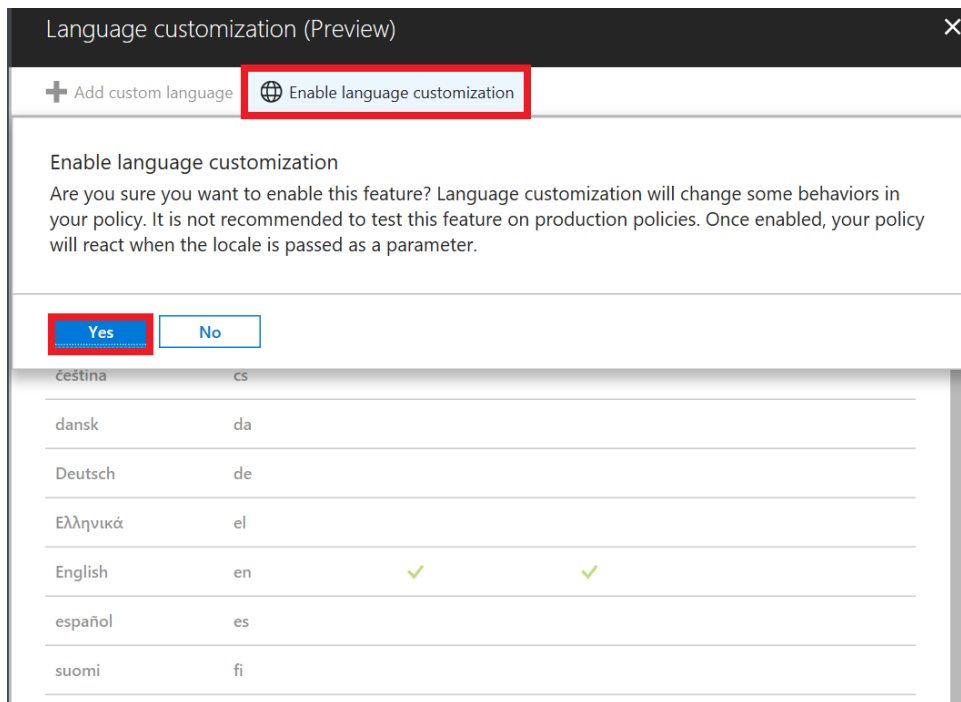 Language customization (Preview)
Add custom language Enable language customization
Enable language customization
Are you sure you want to enable this feature? Language customization will change some behaviors in
your policy. It is not recommended to test this feature on production policies. Once enabled, your policy
will react when the locale is passed as a parameter.
Yes No
čeština cs
dansk da
Deutsch de
Ελληνικά el
English en
español es
suomi fi